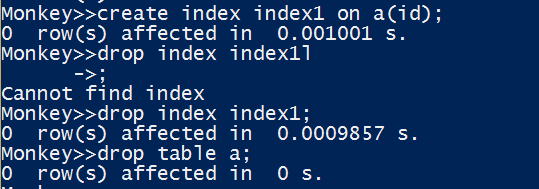 Monkey>>create index index1 on a(id);
0  row(s) affected in  0.001001 s.
Monkey>>drop index index1l
      ->;
Cannot find index
Monkey>>drop index index1;
0  row(s) affected in  0.0009857 s.
Monkey>>drop table a;
0  row(s) affected in  0 s.